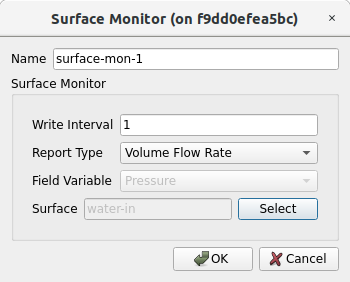 Surface Monitor (on f9dd0efea5bc) ×
Name surface-mon-1
Surface Monitor
Write Interval 1
Report Type Volume Flow Rate
Field Variable Pressure
Surface water-in Select
OK Cancel